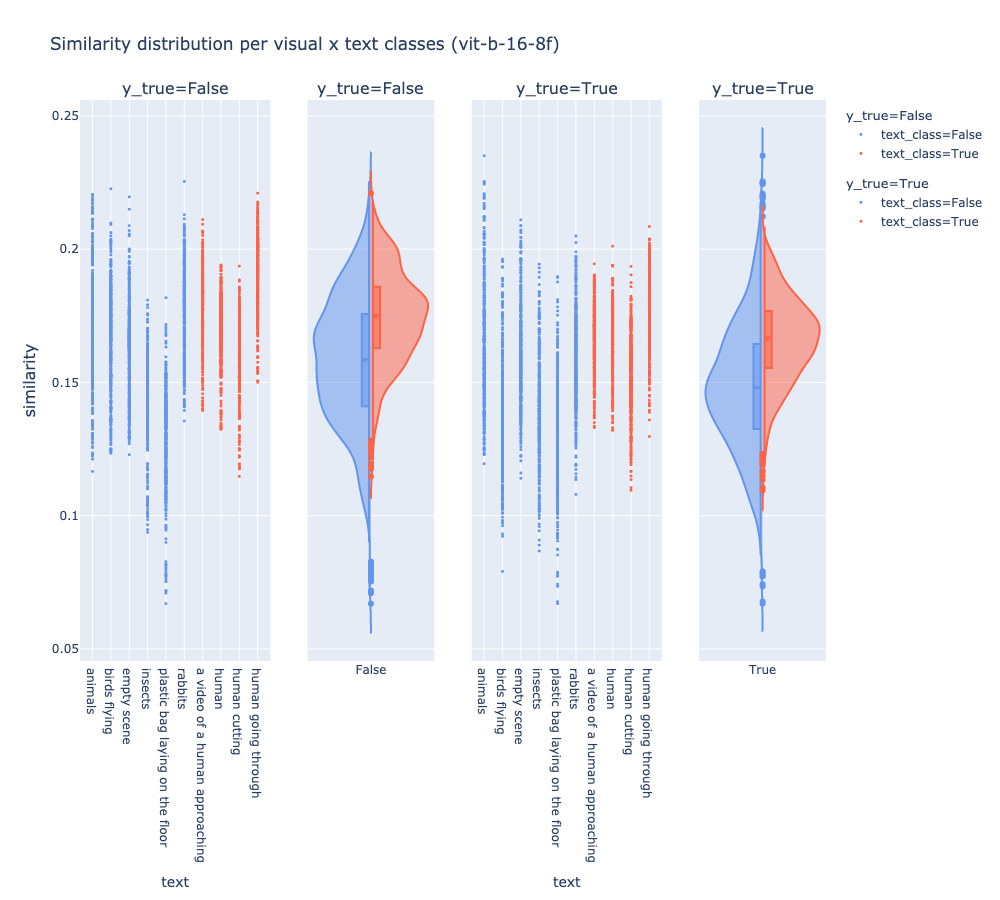 Similarity distribution per visual x text classes (vit-b-16-8f)
y_true=False
y_true=False
y_true=True
y_true=True
y_true=False
text_class=False
text_class=True
y_true=True
text_class=False
text_class=True
0.25
0.2
0.15
0.1
0.05
similarity
animals
birds flying
empty scene
insects
plastic bag laying on the floor
rabbits
a video of a human approaching
human
human cutting
human going through
False
animals
birds flying
empty scene
insects
plastic bag laying on the floor
rabbits
a video of a human approaching
human
human cutting
human going through
True
text
text